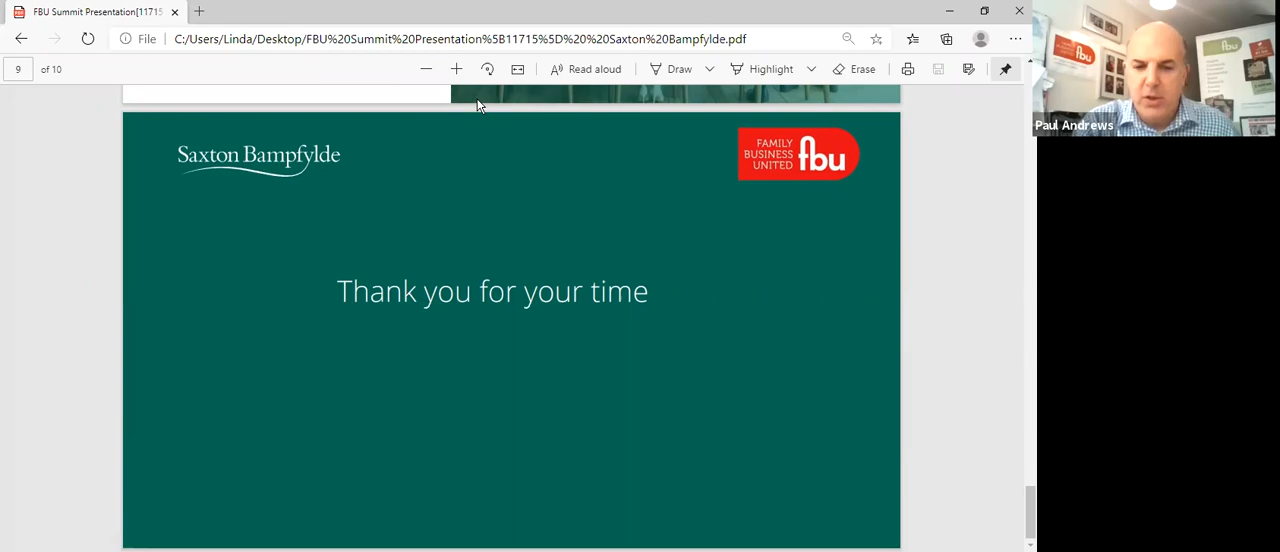 FBU Summit Presentation[11715
File
C:/Users/Linda/Desktop/FBU%20Summit%20Presentation%5B11715%5D%20%20Saxton%20Bampfylde.pdf
9 of 10
Read aloud
Draw
Highlight
Erase
Saxton Bampfylde
FAMILY
BUSINESS
UNITED
fbu
Thank you for your time
Paul Andrews
fbu
fbu